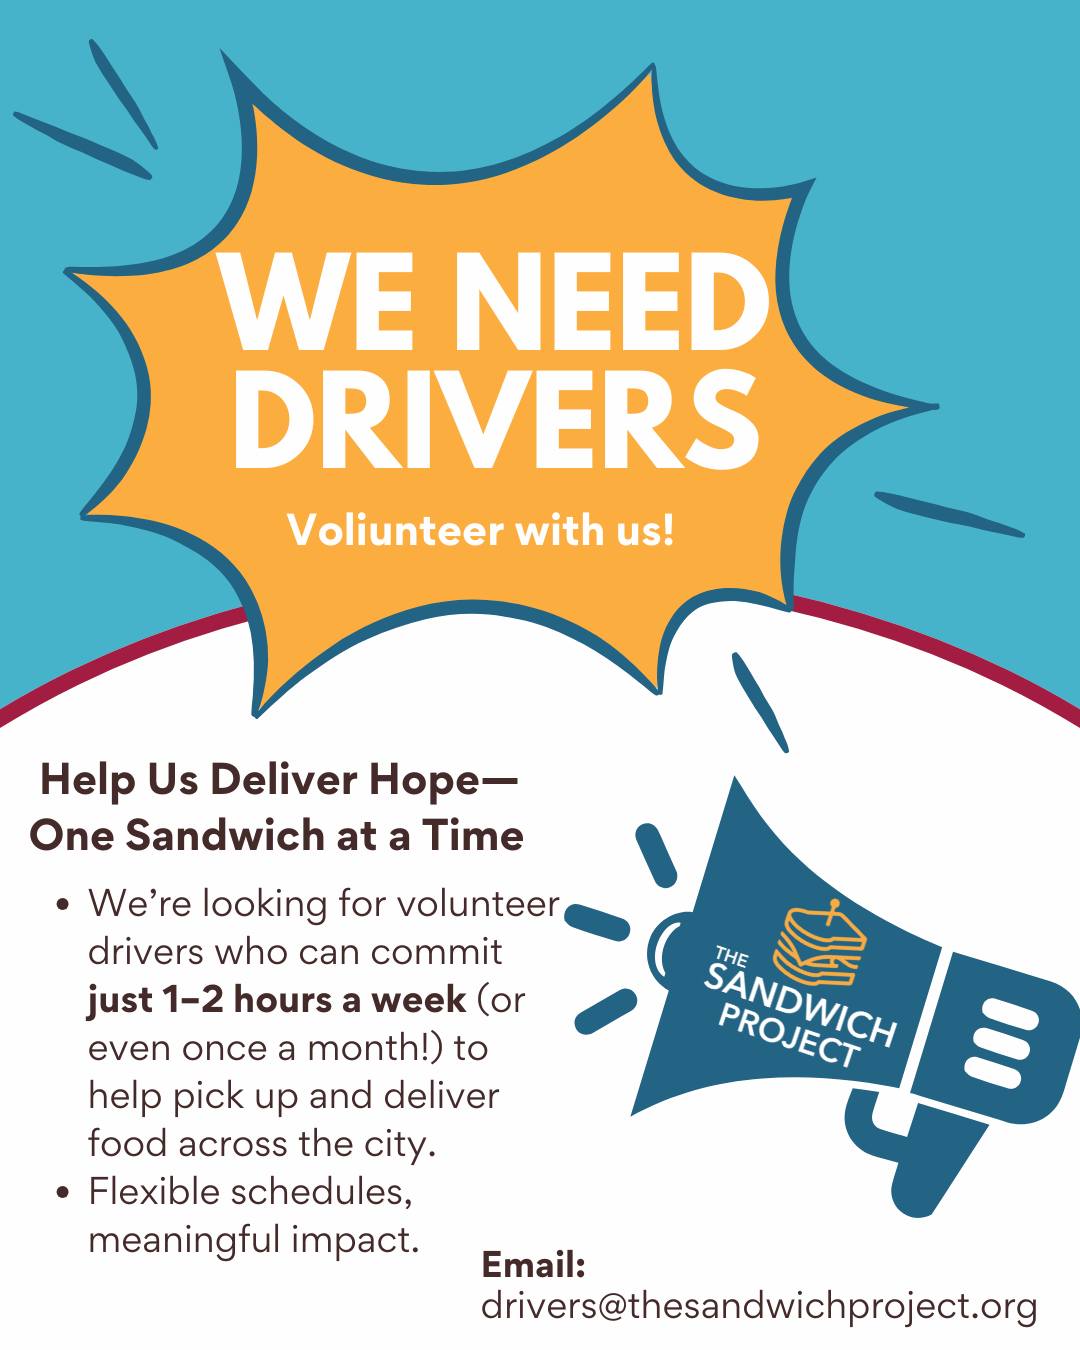 WE NEED
DRIVERS
Voliunteer with us!
Help Us Deliver Hope—
One Sandwich at a Time
• We’re looking for volunteer
drivers who can commit
just 1–2 hours a week (or
even once a month!) to
help pick up and deliver
food across the city.
• Flexible schedules,
meaningful impact.
THE
SANDWICH
PROJECT
Email:
drivers@thesandwichproject.org